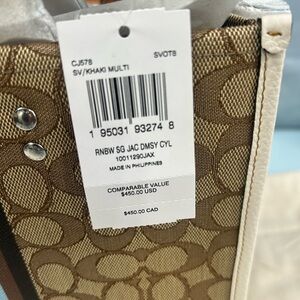 CJ578 SVOT8
SV/KHAKI MULTI
1 95031 93274 8
RNBW SG JAC DMSY CYL
1001129GJAX
MADE IN PHILIPPINES
COMPARABLE VALUE
$450.00 USD
$450.00 CAD